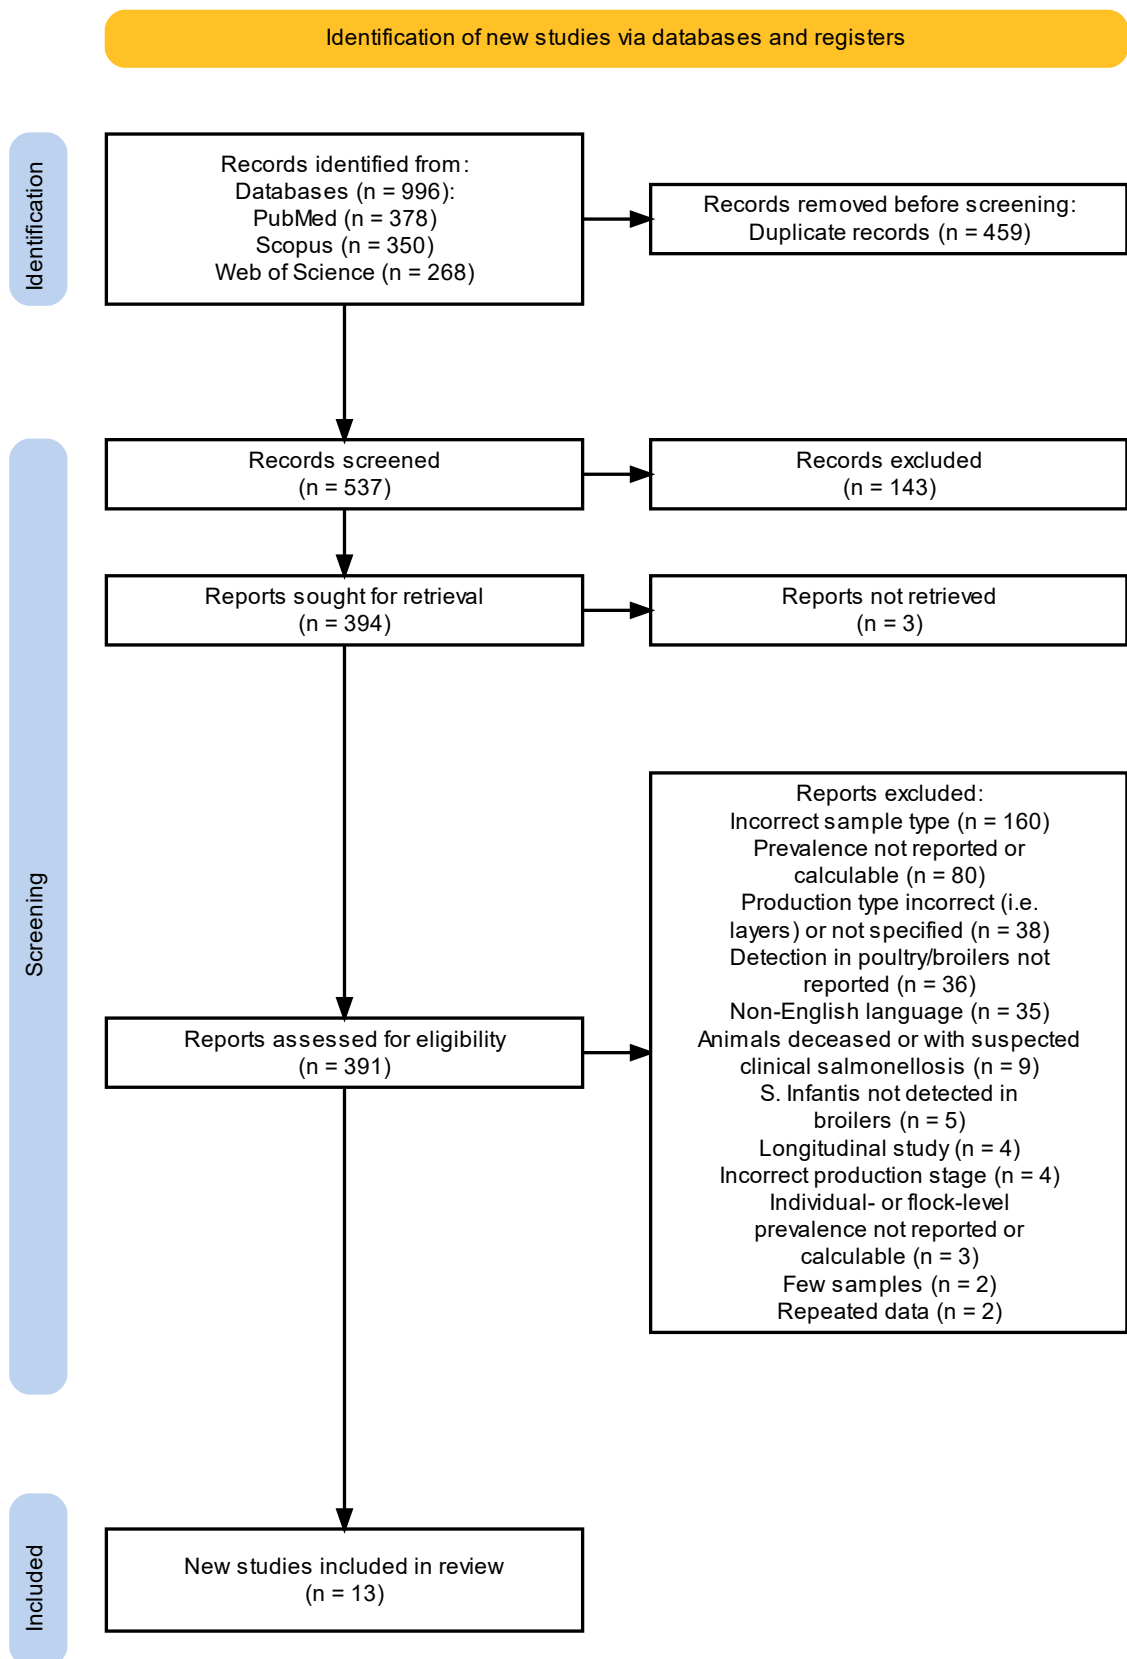 Identification of new studies via databases and registers
Identification
Records identified from:
Databases (n = 996):
PubMed (n = 378)
Scopus (n = 350)
Web of Science (n = 268)
Records removed before screening:
Duplicate records (n = 459)
Screening
Records screened
(n = 537)
Records excluded
(n = 143)
Reports sought for retrieval
(n = 394)
Reports not retrieved
(n = 3)
Reports assessed for eligibility
(n = 391)
Reports excluded:
Incorrect sample type (n = 160)
Prevalence not reported or
calculable (n = 80)
Production type incorrect (i.e.
layers) or not specified (n = 38)
Detection in poultry/broilers not
reported (n = 36)
Non-English language (n = 35)
Animals deceased or with suspected
clinical salmonellosis (n = 9)
S. Infantis not detected in
broilers (n = 5)
Longitudinal study (n = 4)
Incorrect production stage (n = 4)
Individual- or flock-level
prevalence not reported or
calculable (n = 3)
Few samples (n = 2)
Repeated data (n = 2)
Included
New studies included in review
(n = 13)